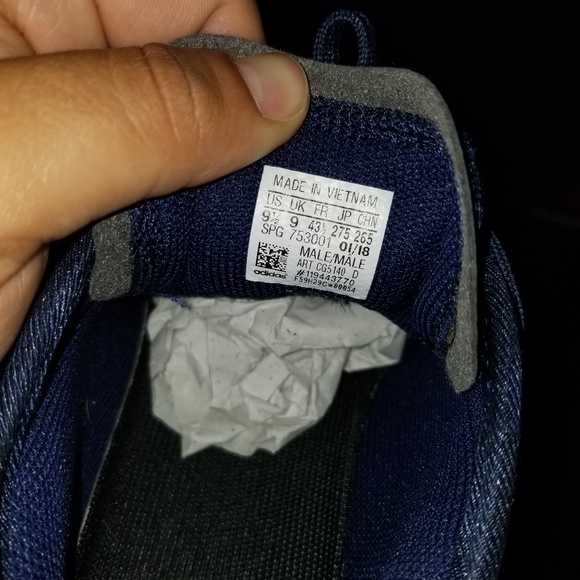 MADE IN VIETNAM
US UK FR JP CHN
9½ 9 43⅓ 275 265
SPG 753001 01/18
MALE/MALE
ART CG5140 D
#119443770
adidas